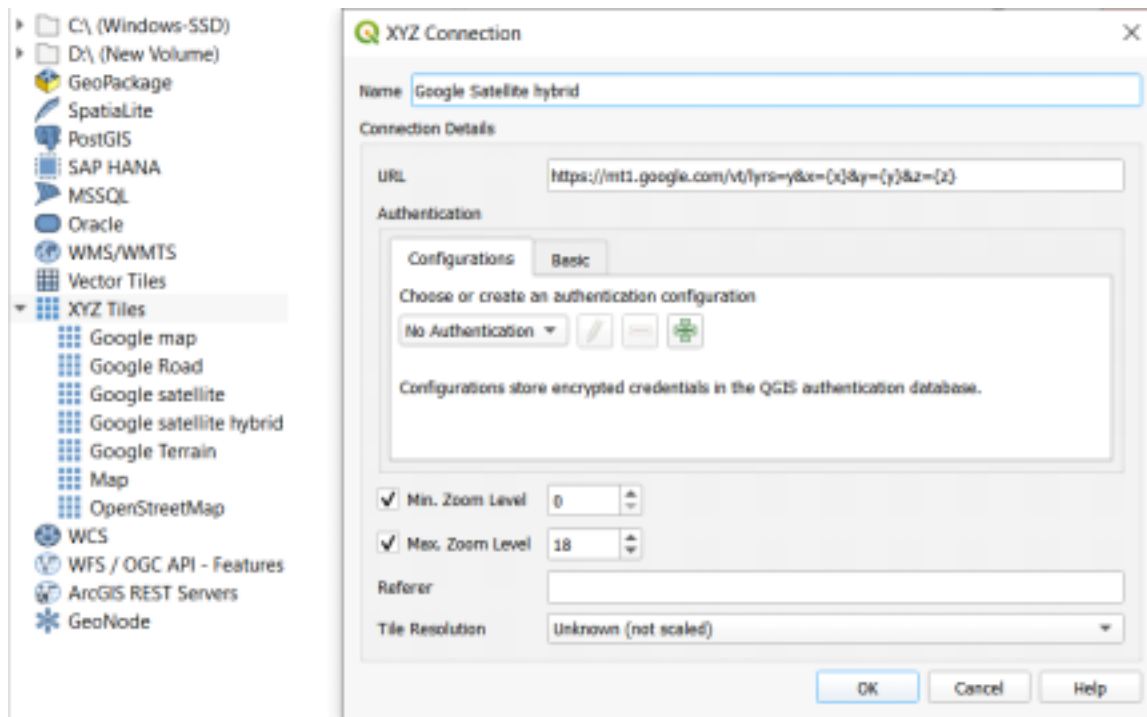 C:\ (Windows-SSD)
D:\ (New Volume)
GeoPackage
SpatiaLite
PostGIS
SAP HANA
MSSQL
Oracle
WMS/WMTS
Vector Tiles
XYZ Tiles
Google map
Google Road
Google satellite
Google satellite hybrid
Google Terrain
Map
OpenStreetMap
WCS
WFS / OGC API - Features
ArcGIS REST Servers
GeoNode
XYZ Connection
Name Google Satellite hybrid
Connection Details
URL https://mt1.google.com/vt/lyrs=y&x={x}&y={y}&z={z}
Authentication
Configurations Basic
Choose or create an authentication configuration
No Authentication
Configurations store encrypted credentials in the QGIS authentication database.
Min. Zoom Level 0
Max. Zoom Level 18
Referer
Tile Resolution Unknown (not scaled)
OK Cancel Help